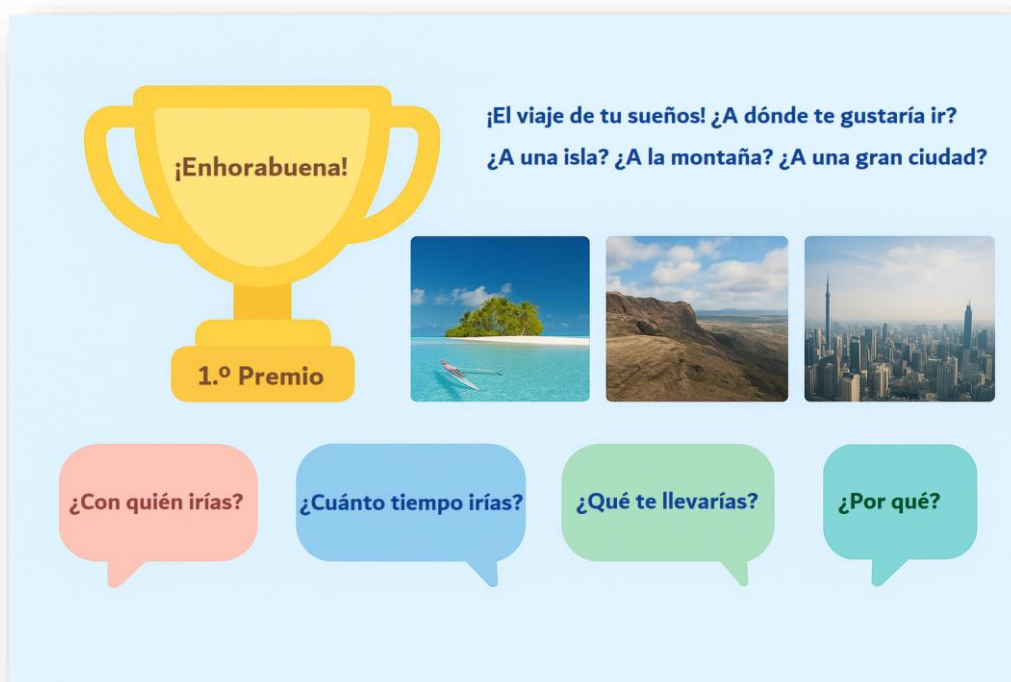 ¡Enhorabuena!
1.º Premio
¡El viaje de tu sueños! ¿A dónde te gustaría ir?
¿A una isla? ¿A la montaña? ¿A una gran ciudad?
¿Con quién irías?
¿Cuánto tiempo irías?
¿Qué te llevarías?
¿Por qué?